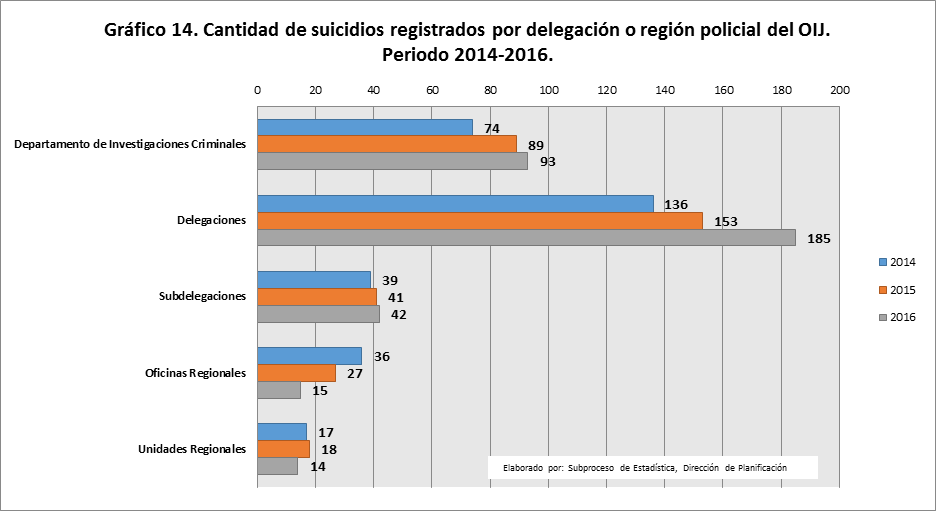 Gráfico 14. Cantidad de suicidios registrados por delegación o región policial del OIJ.
Periodo 2014-2016.
0 20 40 60 80 100 120 140 160 180 200
Departamento de Investigaciones Criminales
74
89
93
Delegaciones
136
153
185
Subdelegaciones
39
41
42
Oficinas Regionales
36
27
15
Unidades Regionales
17
18
14
2014
2015
2016
Elaborado por: Subproceso de Estadística, Dirección de Planificación